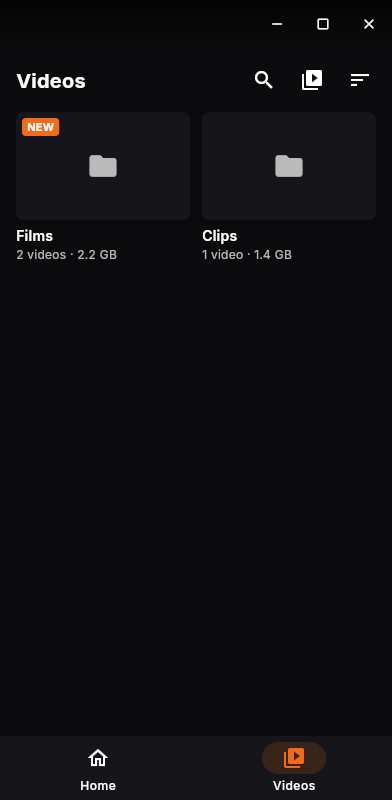 Videos
NEW
Films
2 videos · 2.2 GB
Clips
1 video · 1.4 GB
Home
Videos